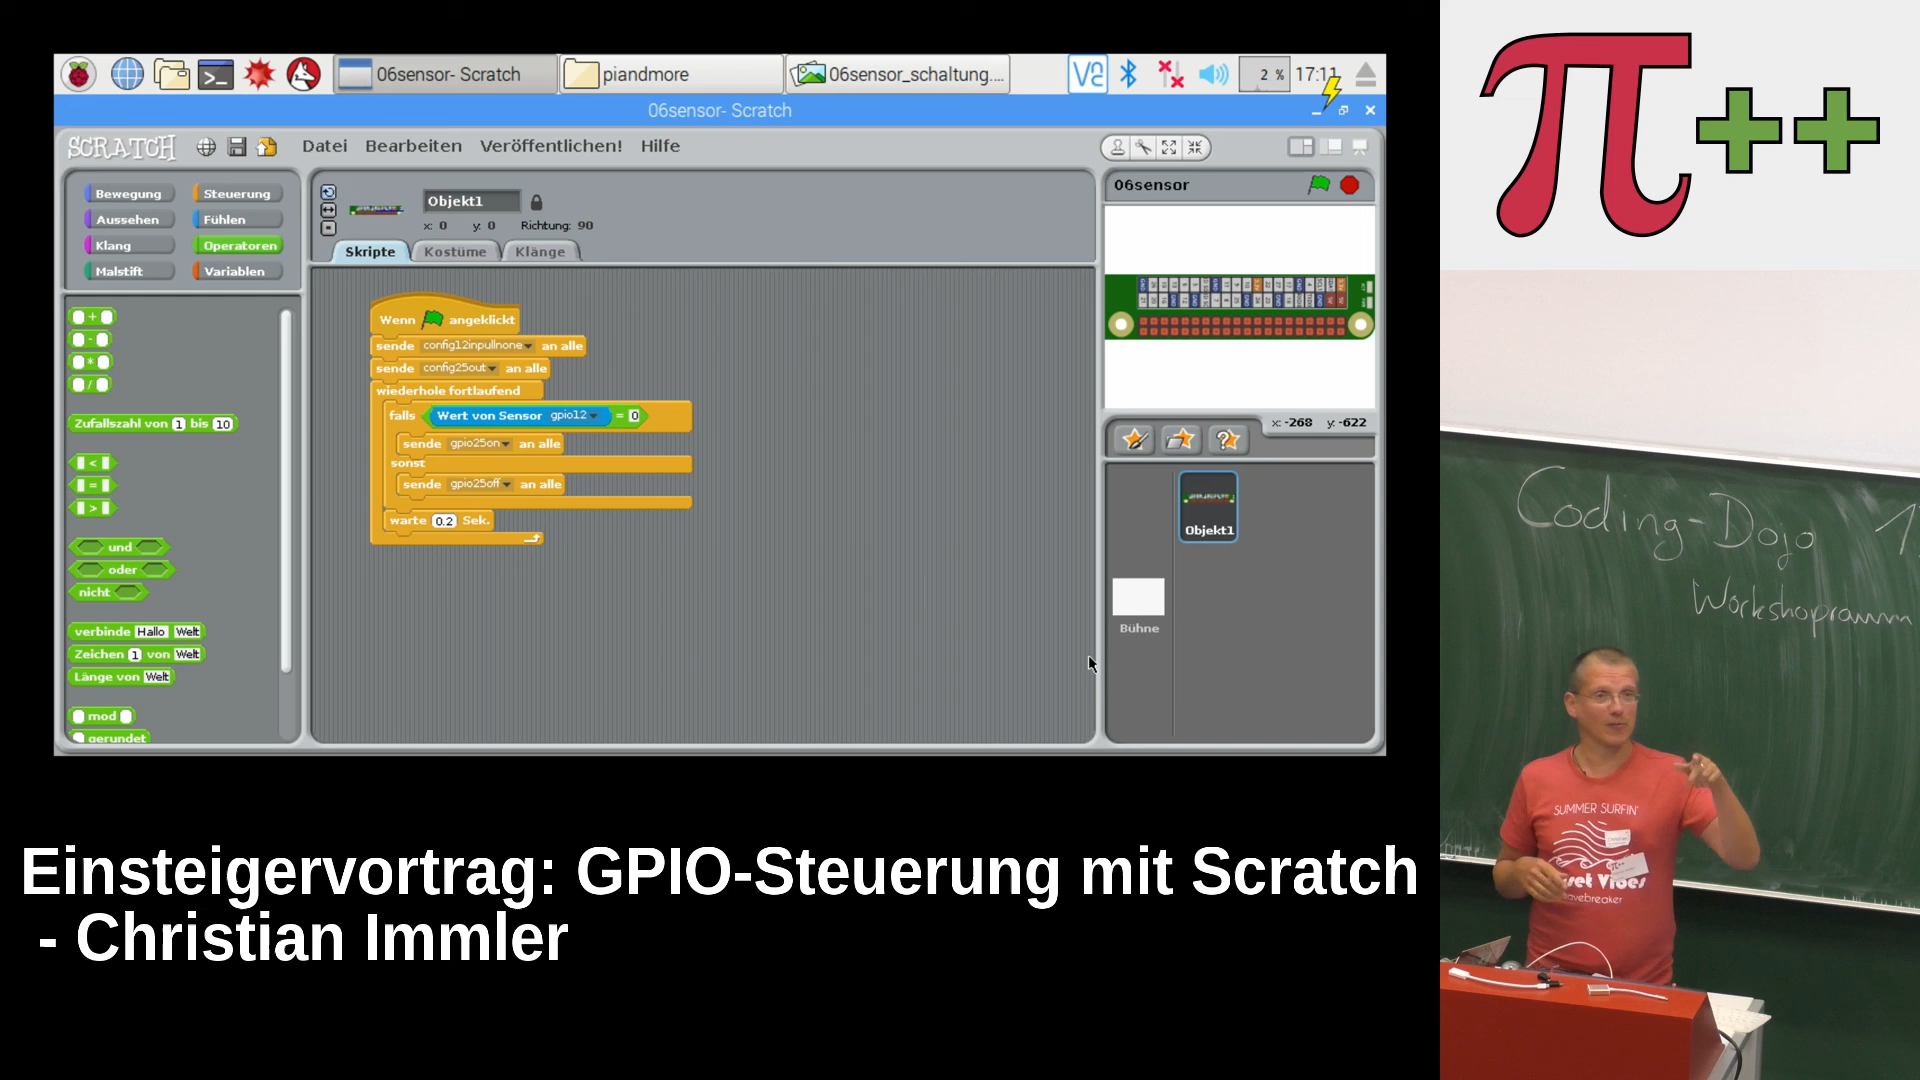 06sensor- Scratch
piandmore
06sensor_schaltung....
2 %
17:11
06sensor- Scratch
SCRATCH
Datei
Bearbeiten
Veröffentlichen!
Hilfe
Bewegung
Steuerung
Aussehen
Fühlen
Klang
Operatoren
Malstift
Variablen
Objekt1
x: 0 y: 0 Richtung: 90
Skripte
Kostüme
Klänge
06sensor
+
-
*
/
Zufallszahl von 1 bis 10
<
=
>
und
oder
nicht
verbinde Hallo Welt
Zeichen 1 von Welt
Länge von Welt
mod
gerundet
Wenn angeklickt
sende config12inpullnone an alle
sende config25out an alle
wiederhole fortlaufend
falls Wert von Sensor gpio12 = 0
sende gpio25on an alle
sonst
sende gpio25off an alle
warte 0.2 Sek.
x: -268 y: -622
Objekt1
Bühne
Einsteigervortrag: GPIO-Steuerung mit Scratch
- Christian Immler
π++
Coding-Dojo
Workshopraum
SUMMER SURFIN'